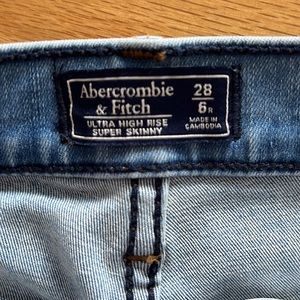 Abercrombie
& Fitch
ULTRA HIGH RISE
SUPER SKINNY
28
6R
MADE IN
CAMBODIA